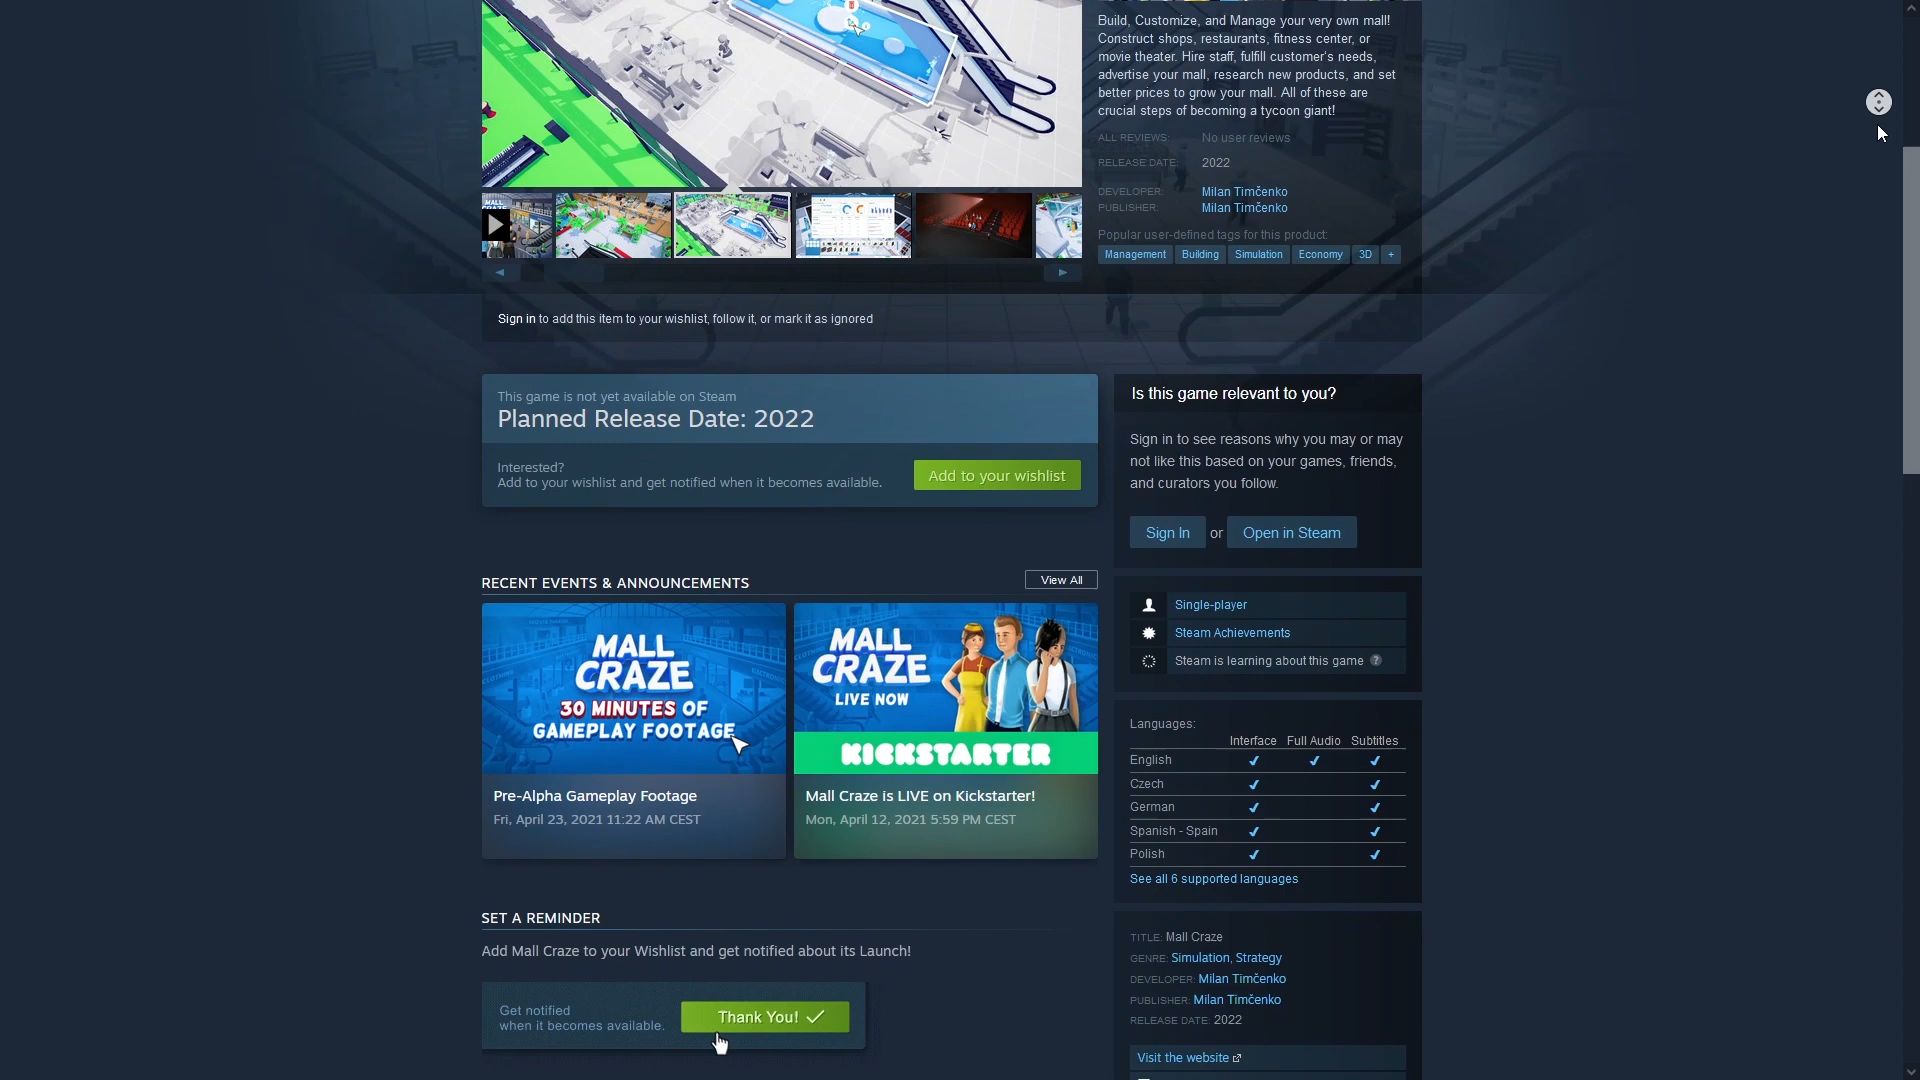 Build, Customize, and Manage your very own mall!
Construct shops, restaurants, fitness center, or
movie theater. Hire staff, fulfill customer's needs,
advertise your mall, research new products, and set
better prices to grow your mall. All of these are
crucial steps of becoming a tycoon giant!
ALL REVIEWS: No user reviews
RELEASE DATE: 2022
DEVELOPER: Milan Timčenko
PUBLISHER: Milan Timčenko
Popular user-defined tags for this product:
Management Building Simulation Economy 3D +
Sign in to add this item to your wishlist, follow it, or mark it as ignored
This game is not yet available on Steam
Planned Release Date: 2022
Interested?
Add to your wishlist and get notified when it becomes available.
Add to your wishlist
Is this game relevant to you?
Sign in to see reasons why you may or may
not like this based on your games, friends,
and curators you follow.
Sign In or Open in Steam
RECENT EVENTS & ANNOUNCEMENTS
View All
MALL
CRAZE
30 MINUTES OF
GAMEPLAY FOOTAGE
Pre-Alpha Gameplay Footage
Fri, April 23, 2021 11:22 AM CEST
MALL
CRAZE
LIVE NOW
KICKSTARTER
Mall Craze is LIVE on Kickstarter!
Mon, April 12, 2021 5:59 PM CEST
Single-player
Steam Achievements
Steam is learning about this game ?
Languages:
Interface Full Audio Subtitles
English ✔ ✔ ✔
Czech ✔ ✔
German ✔ ✔
Spanish - Spain ✔ ✔
Polish ✔ ✔
See all 6 supported languages
SET A REMINDER
Add Mall Craze to your Wishlist and get notified about its Launch!
Get notified
when it becomes available.
Thank You! ✓
TITLE: Mall Craze
GENRE: Simulation, Strategy
DEVELOPER: Milan Timčenko
PUBLISHER: Milan Timčenko
RELEASE DATE: 2022
Visit the website